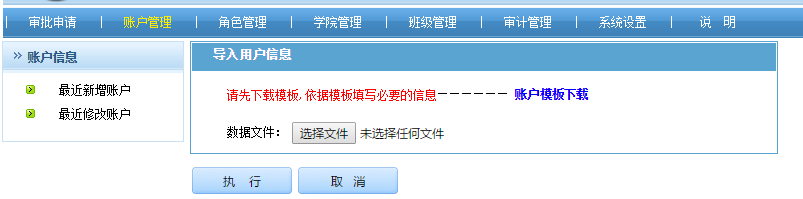 审批申请 | 账户管理 | 角色管理 | 学院管理 | 班级管理 | 审计管理 | 系统设置 | 说 明
» 账户信息
最近新增账户
最近修改账户
导入用户信息
请先下载模板,依据模板填写必要的信息------ 账户模板下载
数据文件： 选择文件 未选择任何文件
执 行 取 消